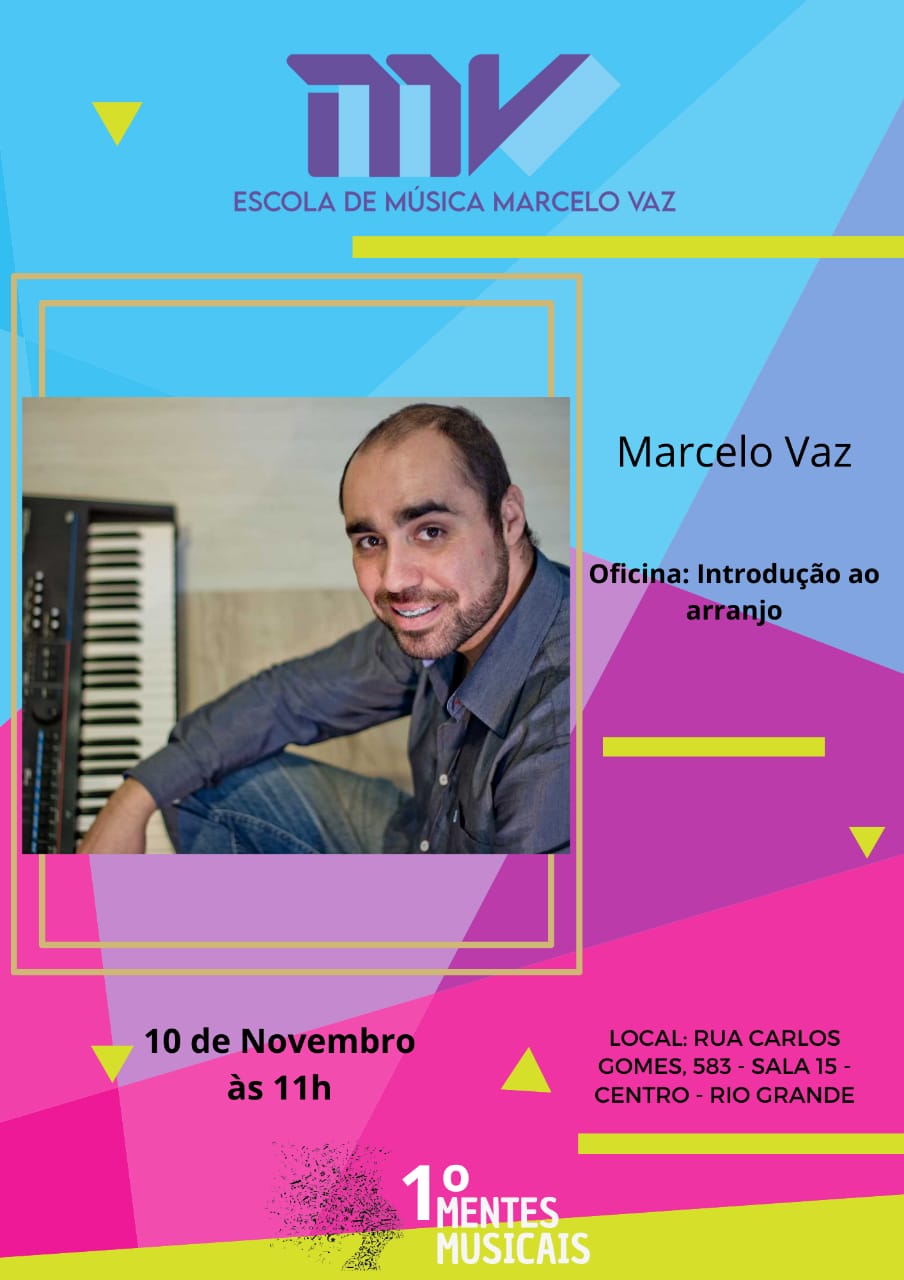 MV
ESCOLA DE MÚSICA MARCELO VAZ
Marcelo Vaz
Oficina: Introdução ao
arranjo
10 de Novembro
às 11h
LOCAL: RUA CARLOS
GOMES, 583 - SALA 15 -
CENTRO - RIO GRANDE
1º
MENTES
MUSICAIS